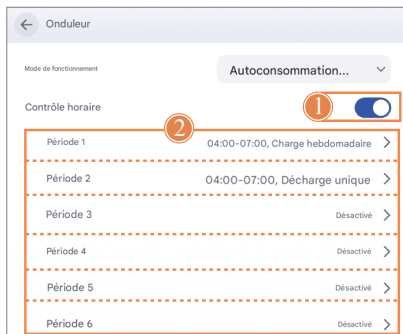 Onduleur
Mode de fonctionnement Autoconsommation...
Contrôle horaire 1
2
Période 1 04:00-07:00, Charge hebdomadaire
Période 2 04:00-07:00, Décharge unique
Période 3 Désactivé
Période 4 Désactivé
Période 5 Désactivé
Période 6 Désactivé